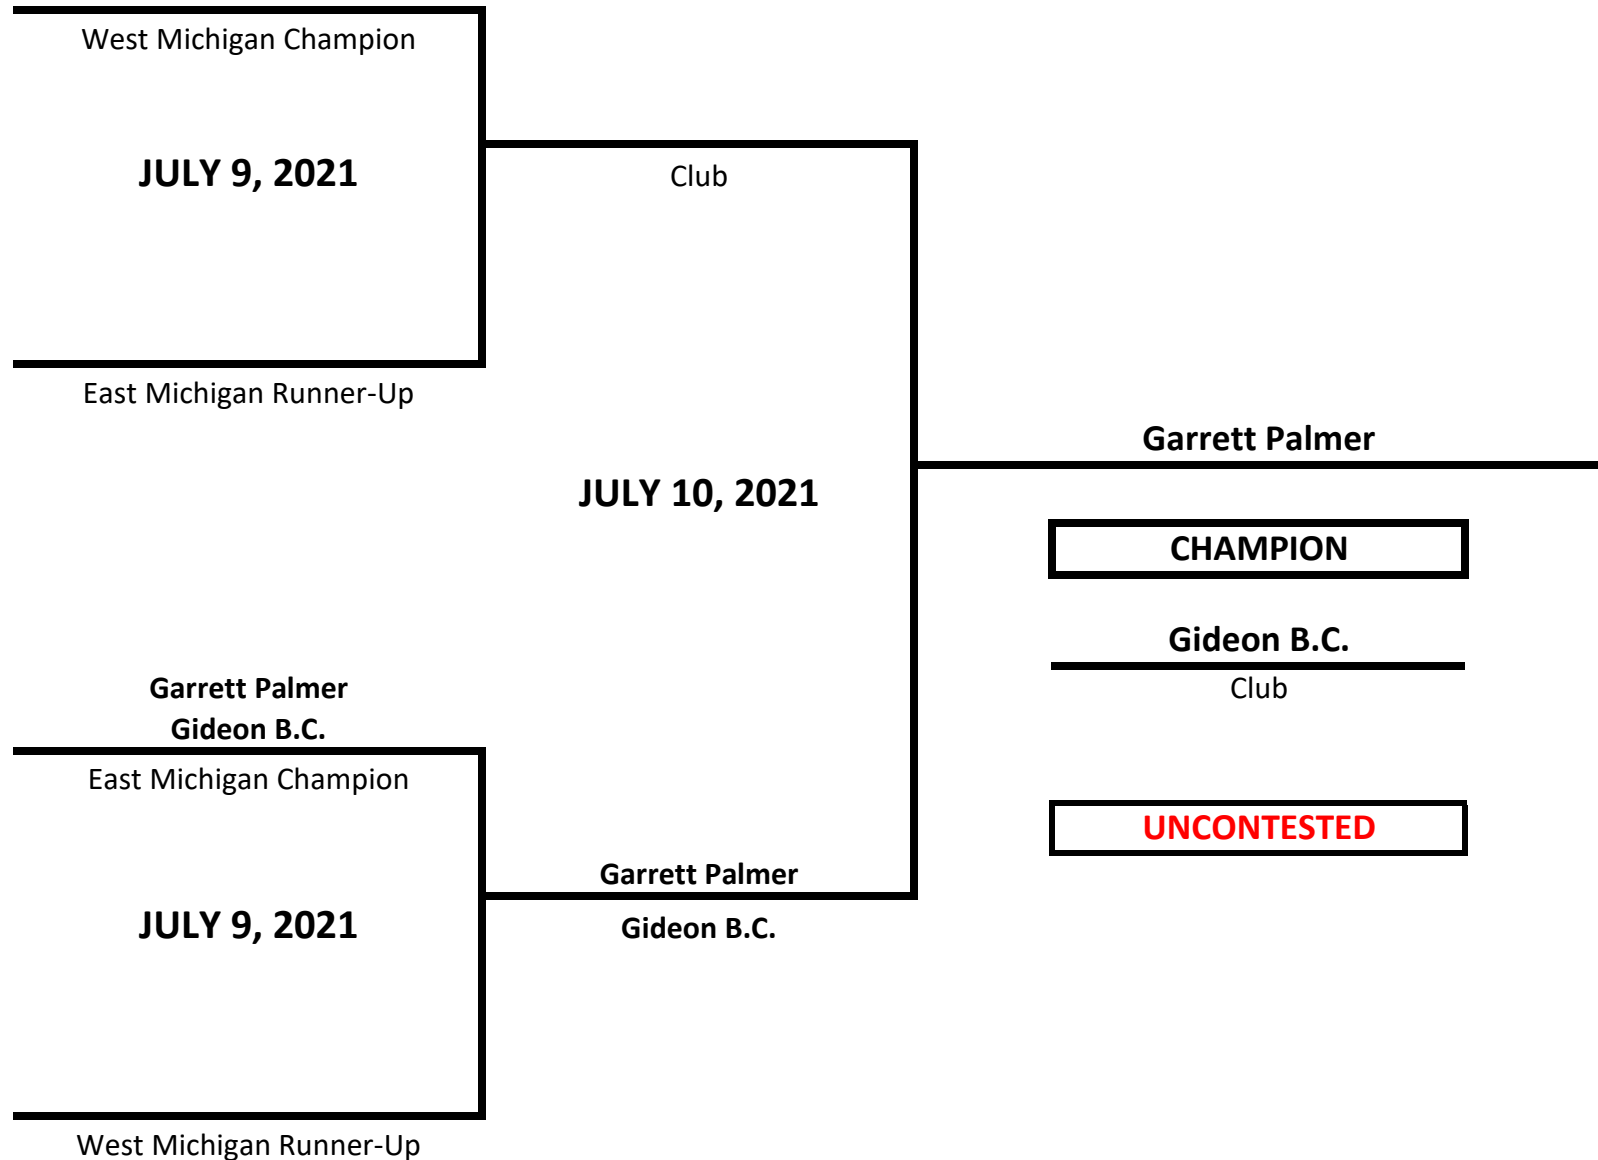 West Michigan Champion
JULY 9, 2021
Club
East Michigan Runner-Up
Garrett Palmer
JULY 10, 2021
CHAMPION
Gideon B.C.
Club
Garrett Palmer
Gideon B.C.
East Michigan Champion
UNCONTESTED
Garrett Palmer
JULY 9, 2021
Gideon B.C.
West Michigan Runner-Up